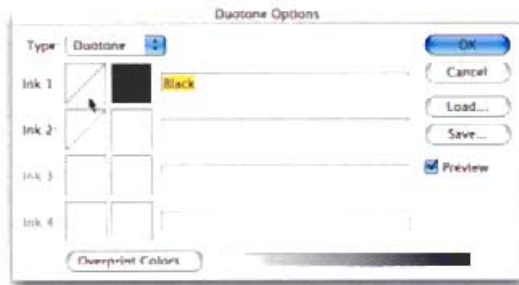 Duotone Options
Type: Duotone
OK
Ink 1 Black
Cancel
Ink 2
Load...
Save...
Preview
Ink 3
Ink 4
Overprint Colors...